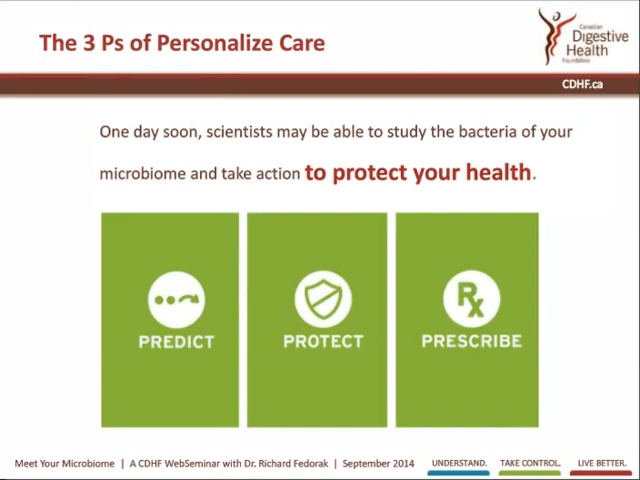 The 3 Ps of Personalize Care
Canadian
Digestive
Health
Foundation
CDHF.ca
One day soon, scientists may be able to study the bacteria of your
microbiome and take action to protect your health.
PREDICT
PROTECT
Rx
PRESCRIBE
Meet Your Microbiome | A CDHF WebSeminar with Dr. Richard Fedorak | September 2014
UNDERSTAND. TAKE CONTROL. LIVE BETTER.